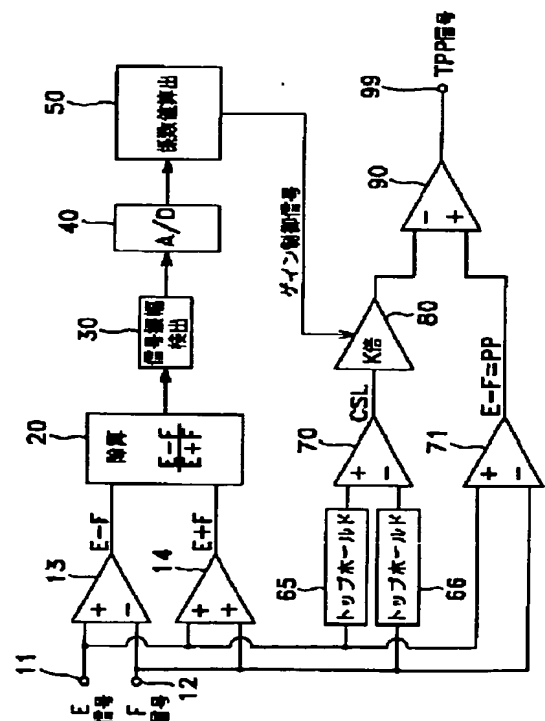 11
E
信号
F
信号
12
13
E-F
14
E+F
20
除算
E-F
E+F
30
信号振幅
検出
40
A/D
50
係数値算出
ゲイン制御信号
65
トップホールド
66
トップホールド
70
CSL
71
E-F=PP
80
K倍
90
99
TPP信号
+
-
+
+
+
-
+
-
-
+